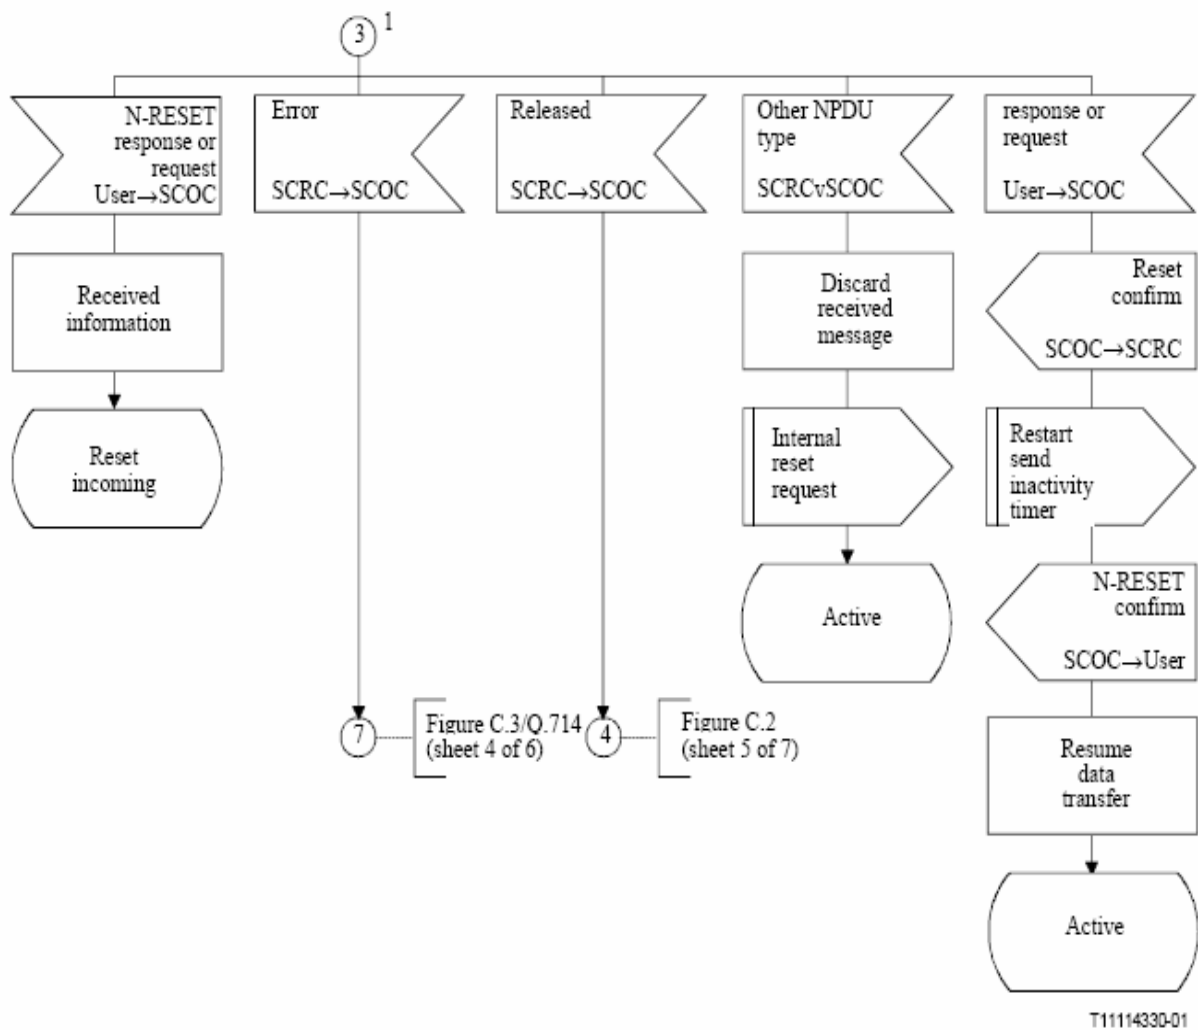 3
1
N-RESET
response or
request
User→SCOC
Error
SCRC→SCOC
Released
SCRC→SCOC
Other NPDU
type
SCRCvSCOC
response or
request
User→SCOC
Received
information
Discard
received
message
Reset
confirm
SCOC→SCRC
Reset
incoming
Internal
reset
request
Restart
send
inactivity
timer
Active
N-RESET
confirm
SCOC→User
7
Figure C.3/Q.714
(sheet 4 of 6)
4
Figure C.2
(sheet 5 of 7)
Resume
data
transfer
Active
T11114330-01